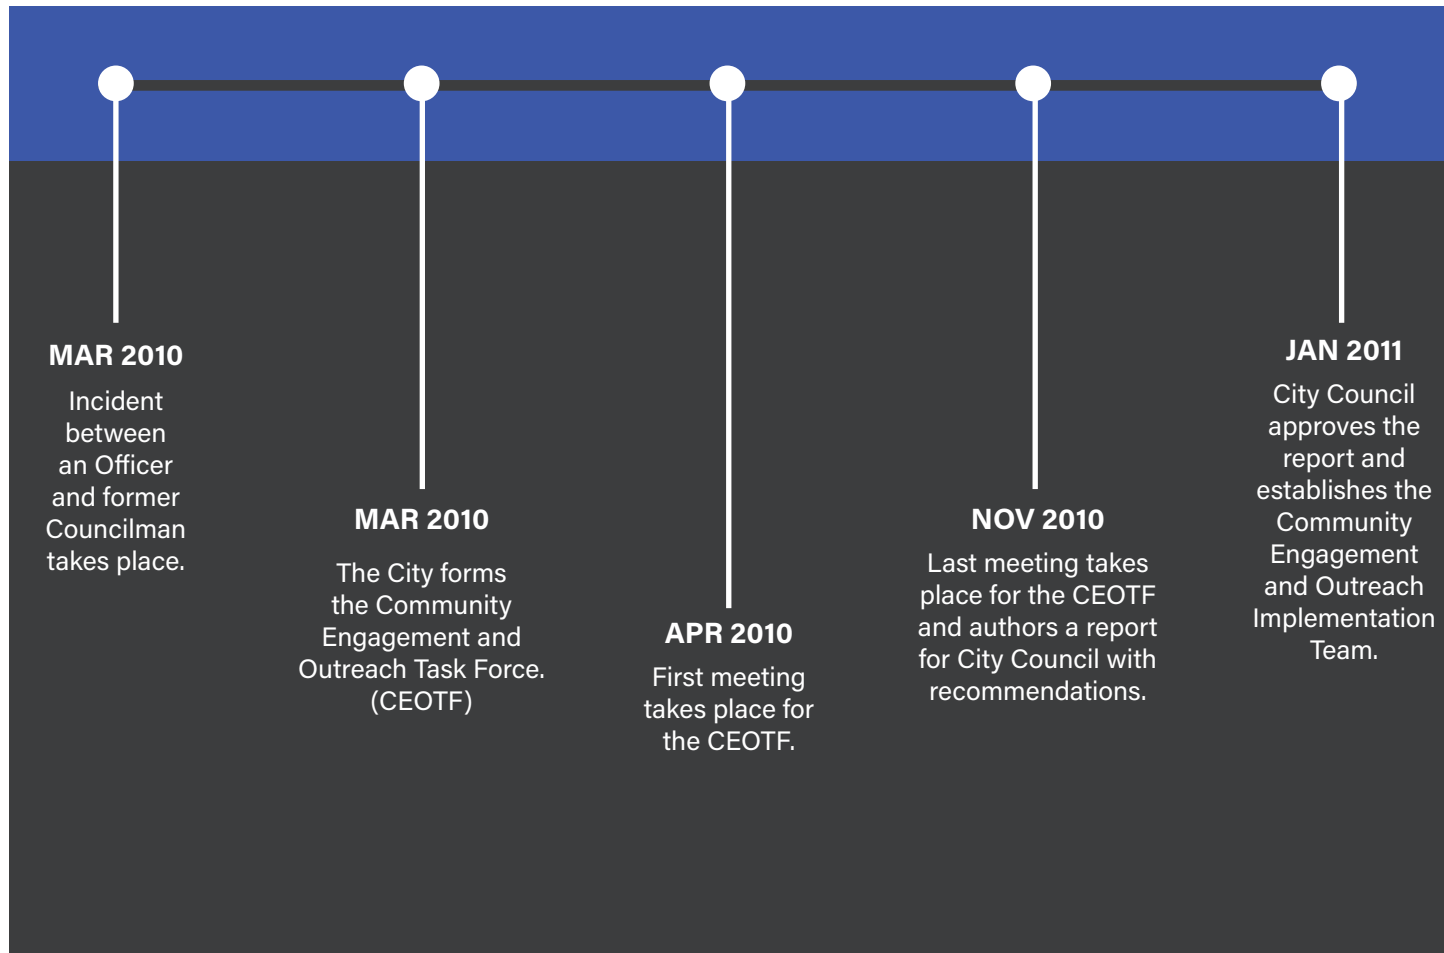 MAR 2010
Incident
between
an Officer
and former
Councilman
takes place.
MAR 2010
The City forms
the Community
Engagement and
Outreach Task Force.
(CEOTF)
APR 2010
First meeting
takes place for
the CEOTF.
NOV 2010
Last meeting takes
place for the CEOTF
and authors a report
for City Council with
recommendations.
JAN 2011
City Council
approves the
report and
establishes the
Community
Engagement
and Outreach
Implementation
Team.